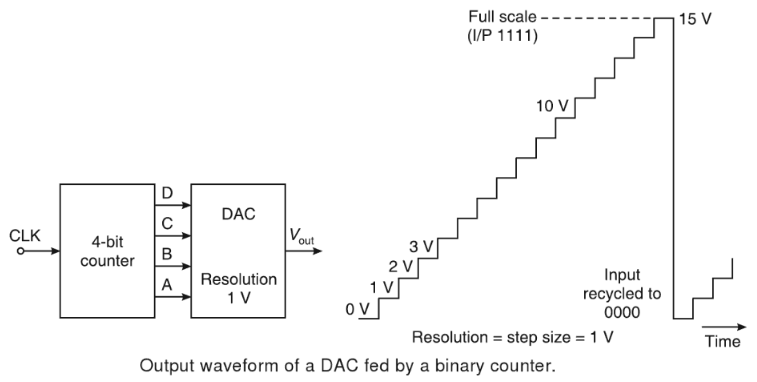 Full scale
(I/P 1111)
15 V
10 V
3 V
2 V
1 V
0 V
CLK
4-bit
counter
D
C
B
A
DAC
Resolution
1 V
Vout
Input
recycled to
0000
Time
Resolution = step size = 1 V
Output waveform of a DAC fed by a binary counter.